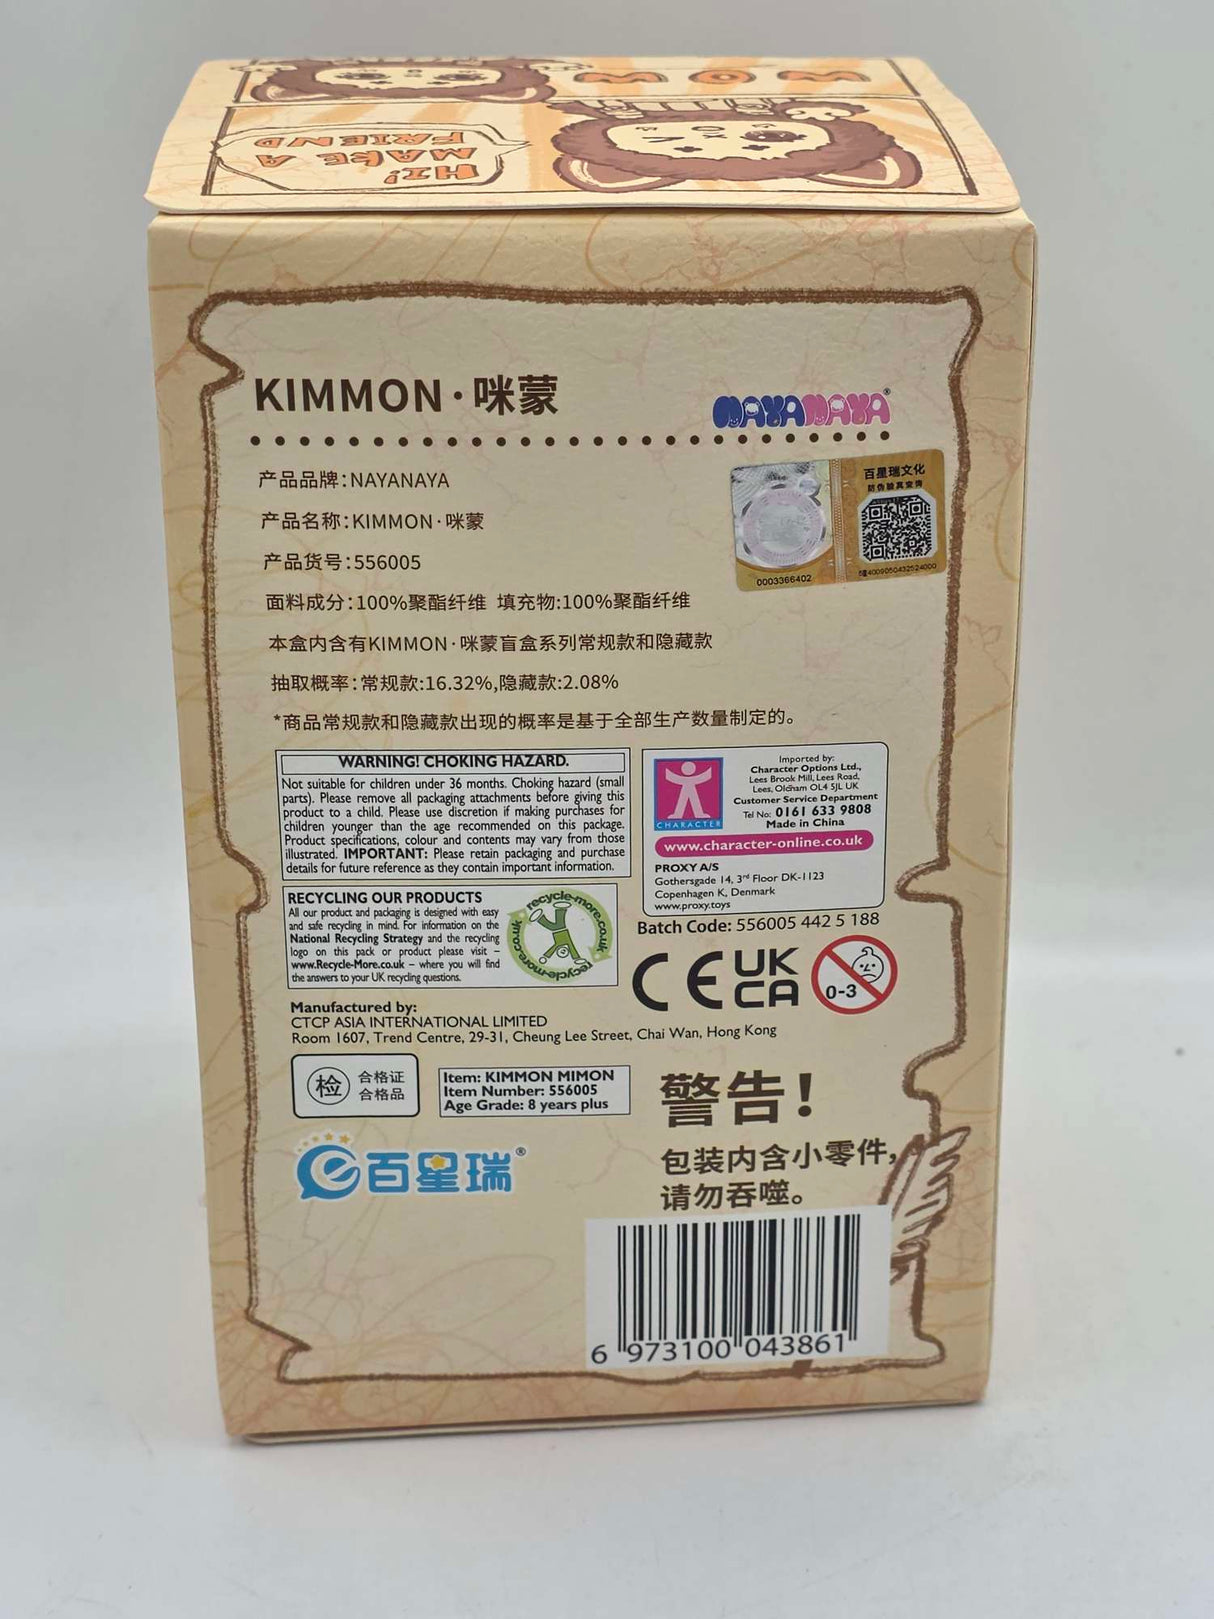 WOW
HI!
MAKE A
FRIEND
KIMMON·咪蒙
NAYANAYA®
产品品牌:NAYANAYA
产品名称:KIMMON·咪蒙
产品货号:556005
面料成分:100%聚酯纤维 填充物:100%聚酯纤维
本盒内含有KIMMON·咪蒙盲盒系列常规款和隐藏款
抽取概率:常规款:16.32%,隐藏款:2.08%
*商品常规款和隐藏款出现的概率是基于全部生产数量制定的。
百星瑞文化
防伪验真查询
0003366402
WARNING! CHOKING HAZARD.
Not suitable for children under 36 months. Choking hazard (small
parts). Please remove all packaging attachments before giving this
product to a child. Please use discretion if making purchases for
children younger than the age recommended on this package.
Product specifications, colour and contents may vary from those
illustrated. IMPORTANT: Please retain packaging and purchase
details for future reference as they contain important information.
CHARACTER
Imported by:
Character Options Ltd.,
Lees Brook Mill, Lees Road,
Lees, Oldham OL4 5JL UK
Customer Service Department
Tel No: 0161 633 9808
Made in China
www.character-online.co.uk
PROXY A/S
Gothersgade 14, 3rd Floor DK-1123
Copenhagen K, Denmark
www.proxy.toys
RECYCLING OUR PRODUCTS
All our product and packaging is designed with easy
and safe recycling in mind. For information on the
National Recycling Strategy and the recycling
logo on this pack or product please visit –
www.Recycle-More.co.uk – where you will find
the answers to your UK recycling questions.
recycle-more.co.uk
recycle-more.co.uk
Batch Code: 556005 442 5 188
CE UK CA
0-3
Manufactured by:
CTCP ASIA INTERNATIONAL LIMITED
Room 1607, Trend Centre, 29-31, Cheung Lee Street, Chai Wan, Hong Kong
检 合格证
合格品
Item: KIMMON MIMON
Item Number: 556005
Age Grade: 8 years plus
警告!
包装内含小零件,
请勿吞噬。
百星瑞®
6 973100 043861